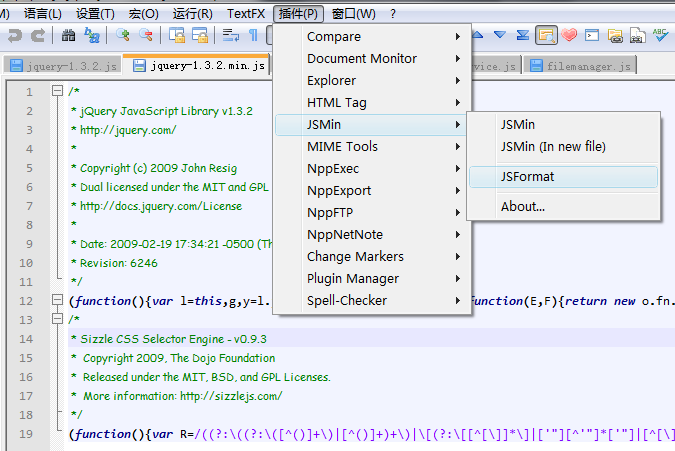 M) 语言(L) 设置(T) 宏(O) 运行(R) TextFX 插件(P) 窗口(W) ?
jquery-1.3.2.js jquery-1.3.2.min.js vice.js filemanager.js
Compare
Document Monitor
Explorer
HTML Tag
JSMin
MIME Tools
NppExec
NppExport
NppFTP
NppNetNote
Change Markers
Plugin Manager
Spell-Checker
JSMin
JSMin (In new file)
JSFormat
About...
1 /*
2 * jQuery JavaScript Library v1.3.2
3 * http://jquery.com/
4 *
5 * Copyright (c) 2009 John Resig
6 * Dual licensed under the MIT and GPL
7 * http://docs.jquery.com/License
8 *
9 * Date: 2009-02-19 17:34:21 -0500 (Th
10 * Revision: 6246
11 */
12 (function(){var l=this,g,y=l. function(E,F){return new o.fn.
13 /*
14 * Sizzle CSS Selector Engine - v0.9.3
15 * Copyright 2009, The Dojo Foundation
16 * Released under the MIT, BSD, and GPL Licenses.
17 * More information: http://sizzlejs.com/
18 */
19 (function(){var R=/((?:\((?:\([^()]+\)|[^()]+)+\)|\[(?:\[[^[\]]*\]|['"][^'"]*['"]|[^[\]